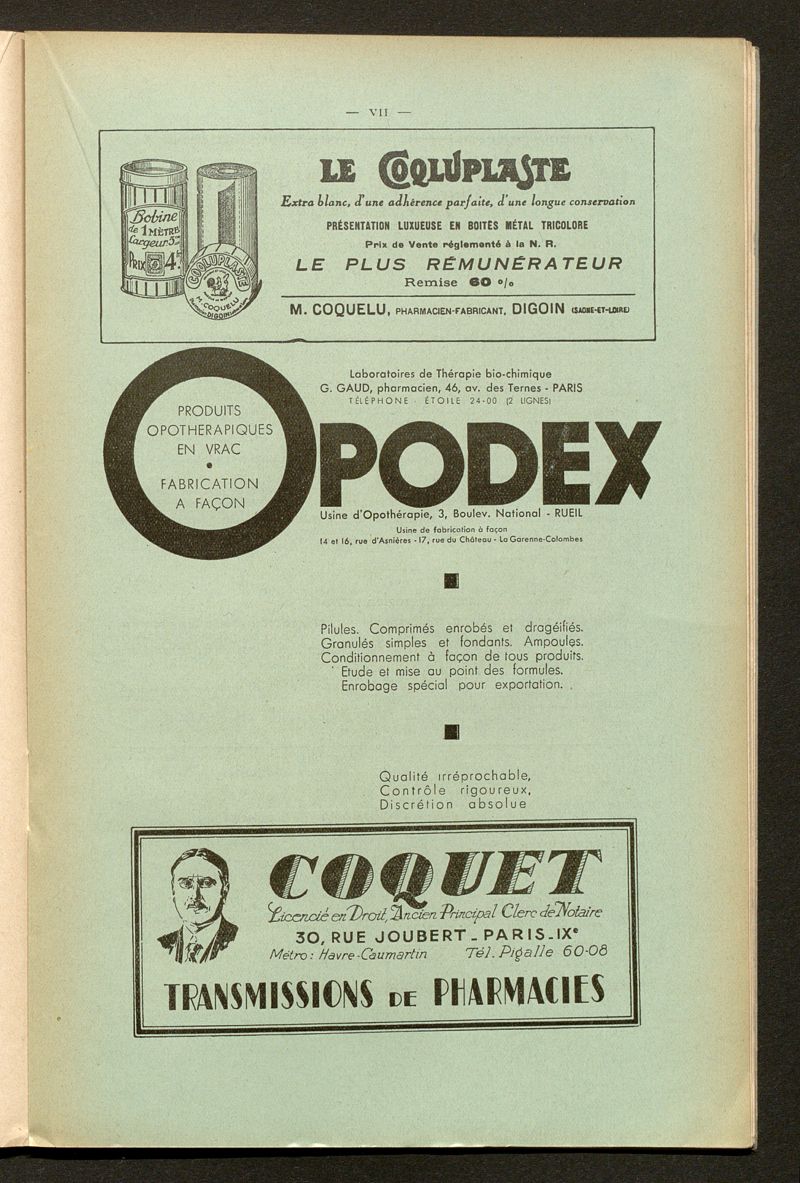 — VII —
LE COQLUPLASTE
Extra blanc, d'une adhérence parfaite, d'une longue conservation
PRÉSENTATION LUXUEUSE EN BOITES MÉTAL TRICOLORE
Prix de Vente réglementé à la N. R.
LE PLUS RÉMUNÉRATEUR
Remise 60 %
M. COQUELU, PHARMACIEN-FABRICANT, DIGOIN (SAONE-ET-LOIRE)
Bobine
de 1 MÈTRE
Largeur 5 cm
PRIX 4 fr
COQLUPLASTE
M. COQUELU
DIGOIN
Laboratoires de Thérapie bio-chimique
G. GAUD, pharmacien, 46, av. des Ternes - PARIS
TÉLÉPHONE · ÉTOILE 24-00 (2 LIGNES)
PRODUITS
OPOTHERAPIQUES
EN VRAC
•
FABRICATION
A FAÇON
OPODEX
Usine d'Opothérapie, 3, Boulev. National - RUEIL
Usine de fabrication à façon
14 et 16, rue d'Asnières - 17, rue du Château - La Garenne-Colombes
Pilules. Comprimés enrobés et dragéifiés.
Granulés simples et fondants. Ampoules.
Conditionnement à façon de tous produits.
Etude et mise au point des formules.
Enrobage spécial pour exportation.
Qualité irréprochable,
Contrôle rigoureux,
Discrétion absolue
COQUET
Licencié en Droit, Ancien Principal Clerc de Notaire
30, RUE JOUBERT - PARIS-IXe
Métro : Havre-Caumartin Tél. Pigalle 60-08
TRANSMISSIONS DE PHARMACIES